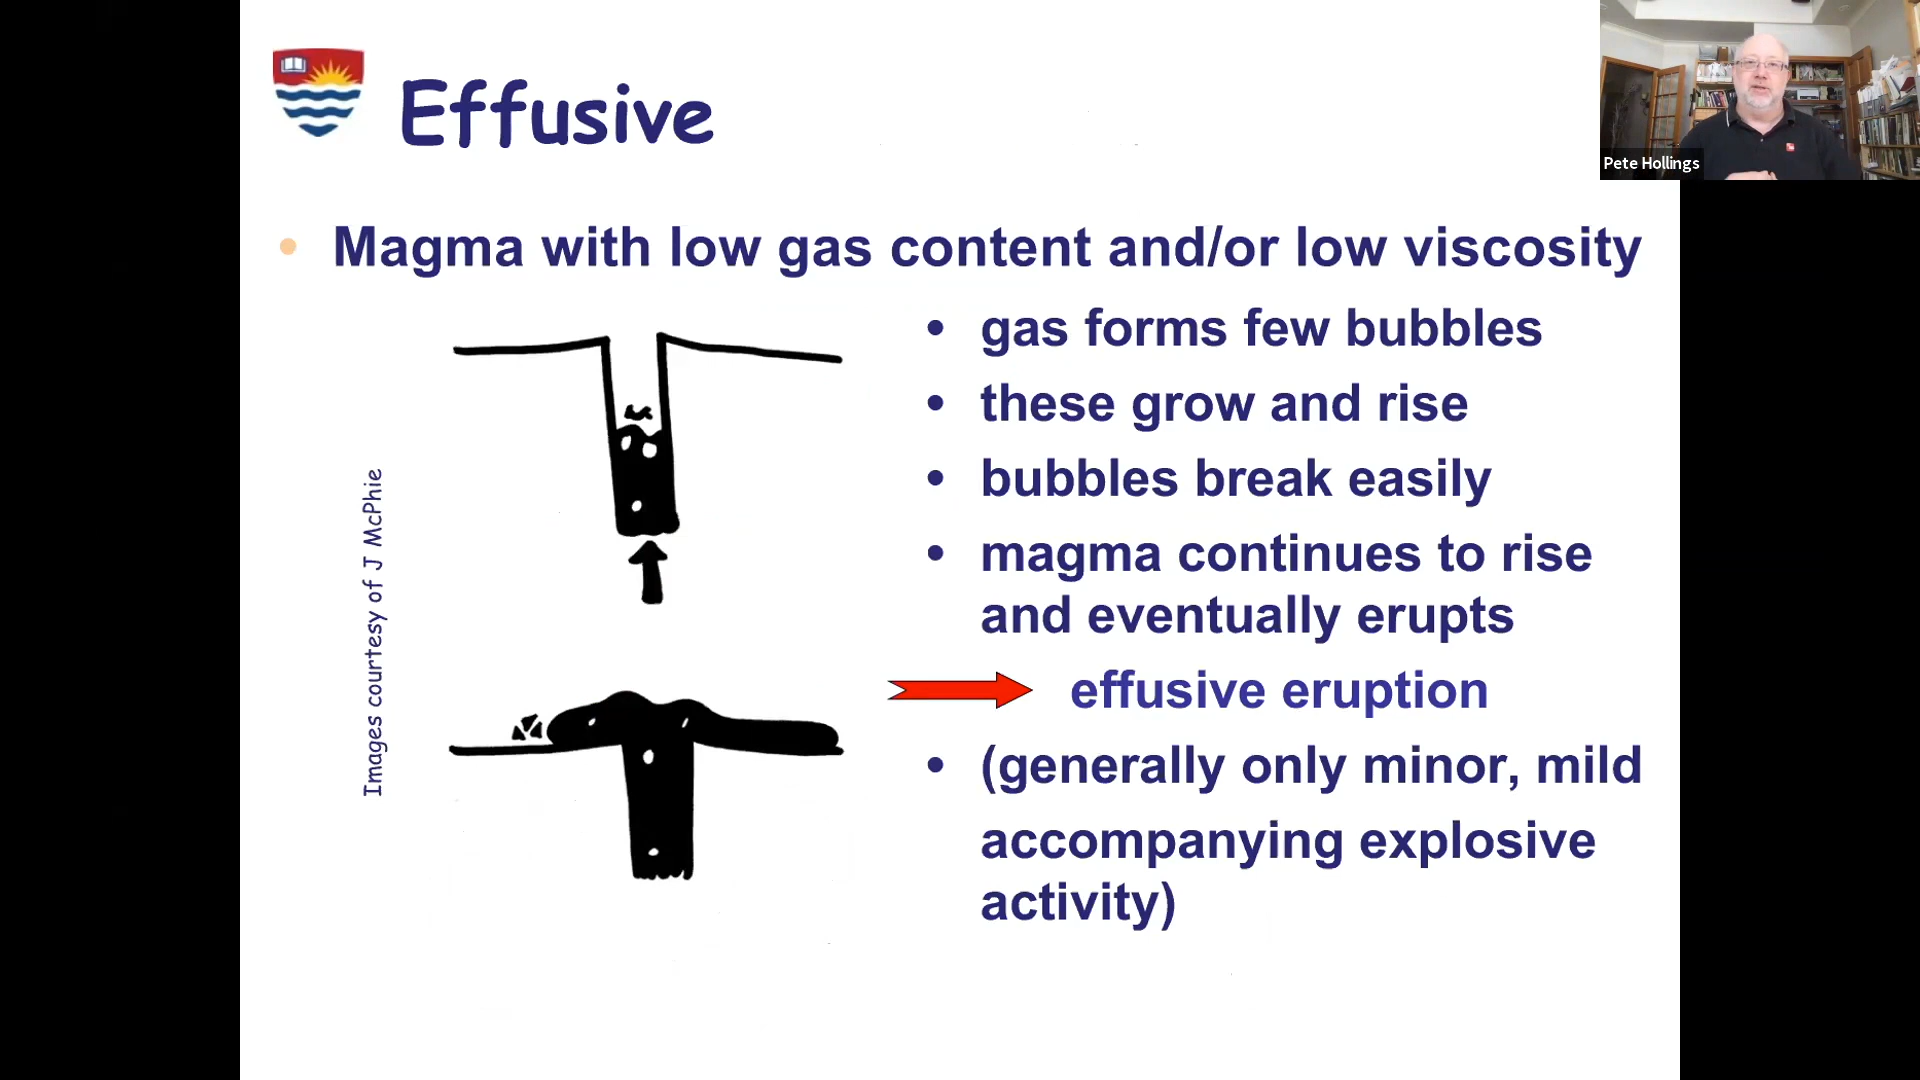 Effusive
Pete Hollings
• Magma with low gas content and/or low viscosity
• gas forms few bubbles
• these grow and rise
• bubbles break easily
• magma continues to rise
and eventually erupts
effusive eruption
• (generally only minor, mild
accompanying explosive
activity)
Images courtesy of J McPhie